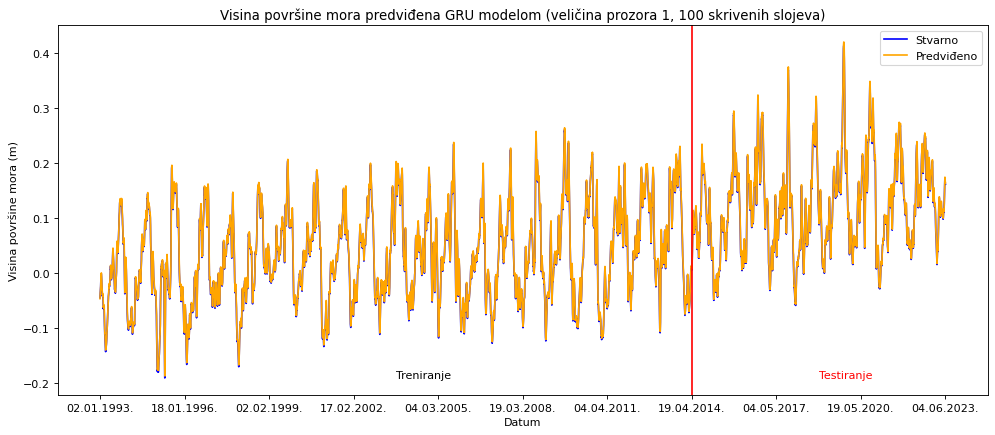 Visina površine mora predviđena GRU modelom (veličina prozora 1, 100 skrivenih slojeva)
Stvarno
Predviđeno
Visina površine mora (m)
0.4
0.3
0.2
0.1
0.0
−0.1
−0.2
Treniranje
Testiranje
02.01.1993.
18.01.1996.
02.02.1999.
17.02.2002.
04.03.2005.
19.03.2008.
04.04.2011.
19.04.2014.
04.05.2017.
19.05.2020.
04.06.2023.
Datum